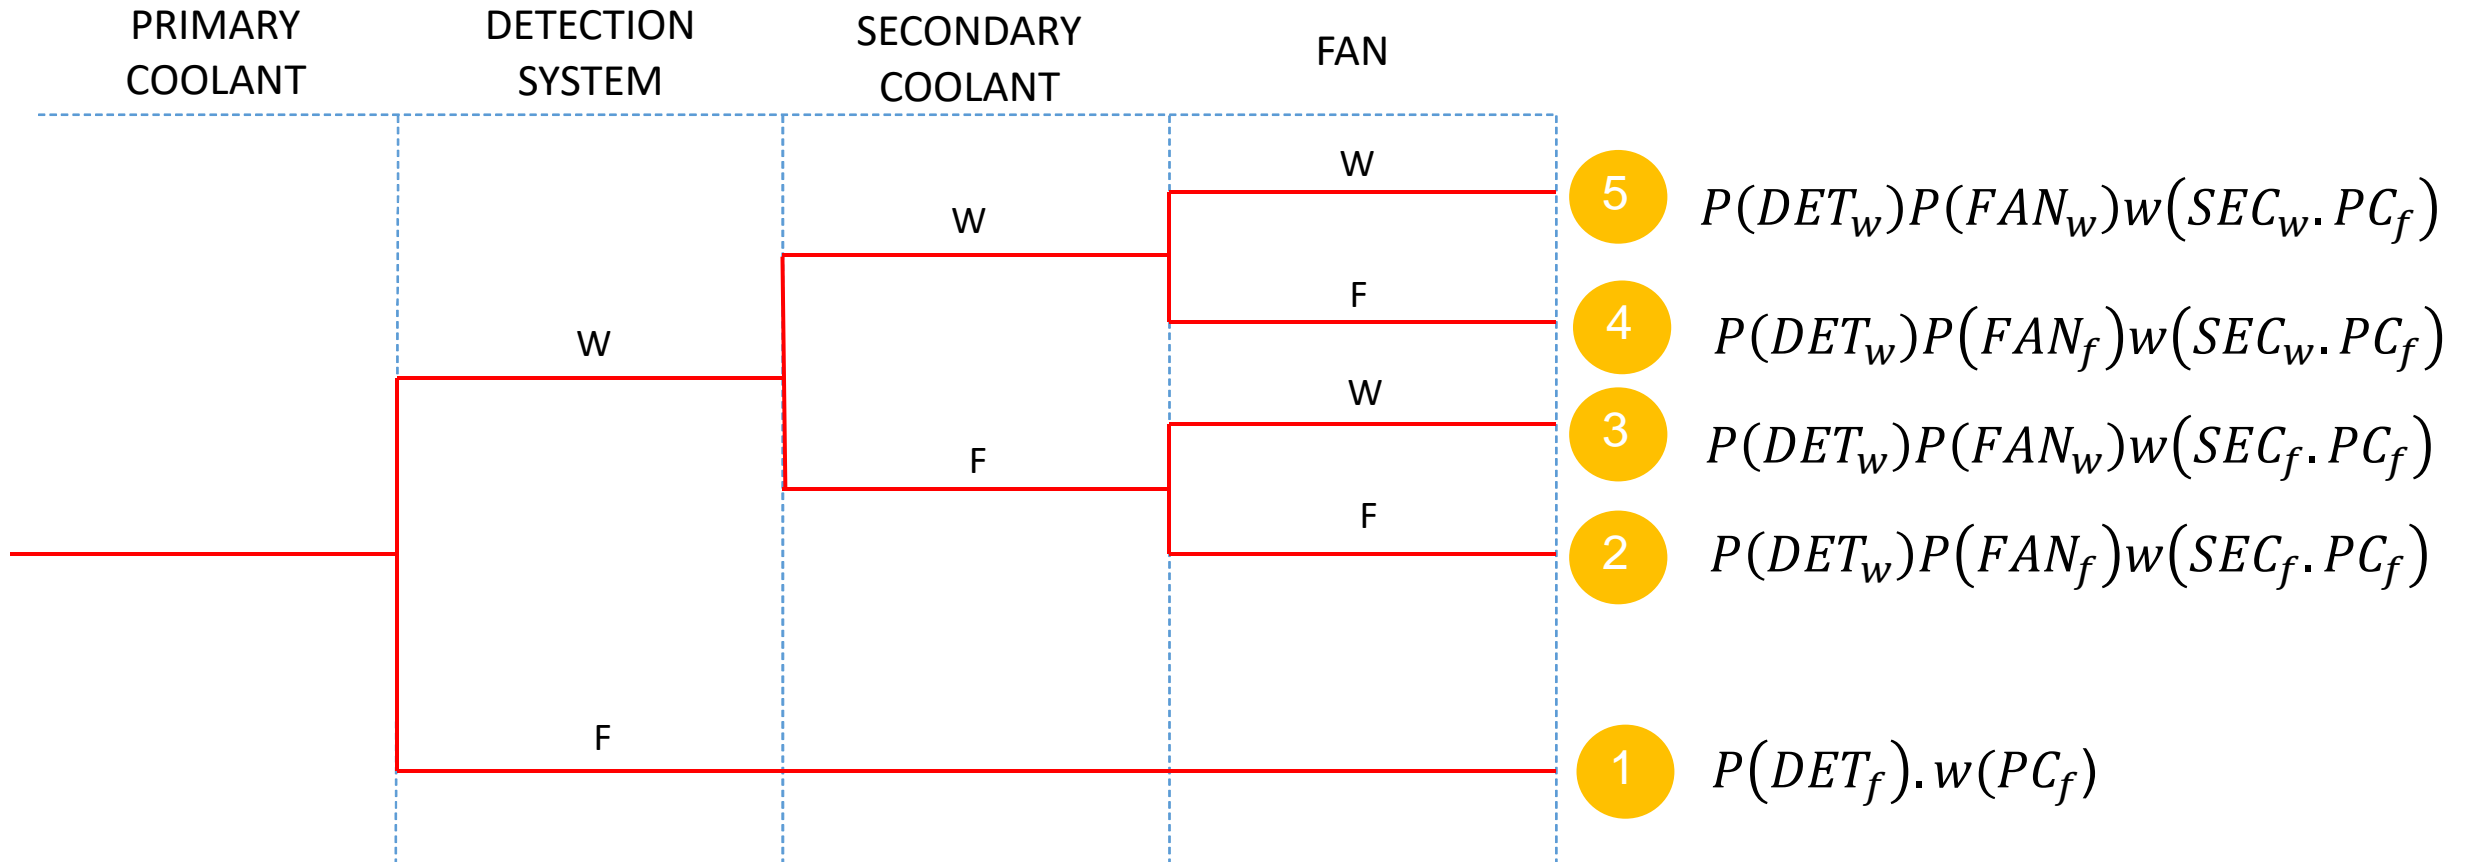 PRIMARY
COOLANT
DETECTION
SYSTEM
SECONDARY
COOLANT
FAN
W
W
F
W
W
F
F
F
5 P(DET_w)P(FAN_w)w(SEC_w.PC_f)
4 P(DET_w)P(FAN_f)w(SEC_w.PC_f)
3 P(DET_w)P(FAN_w)w(SEC_f.PC_f)
2 P(DET_w)P(FAN_f)w(SEC_f.PC_f)
1 P(DET_f).w(PC_f)